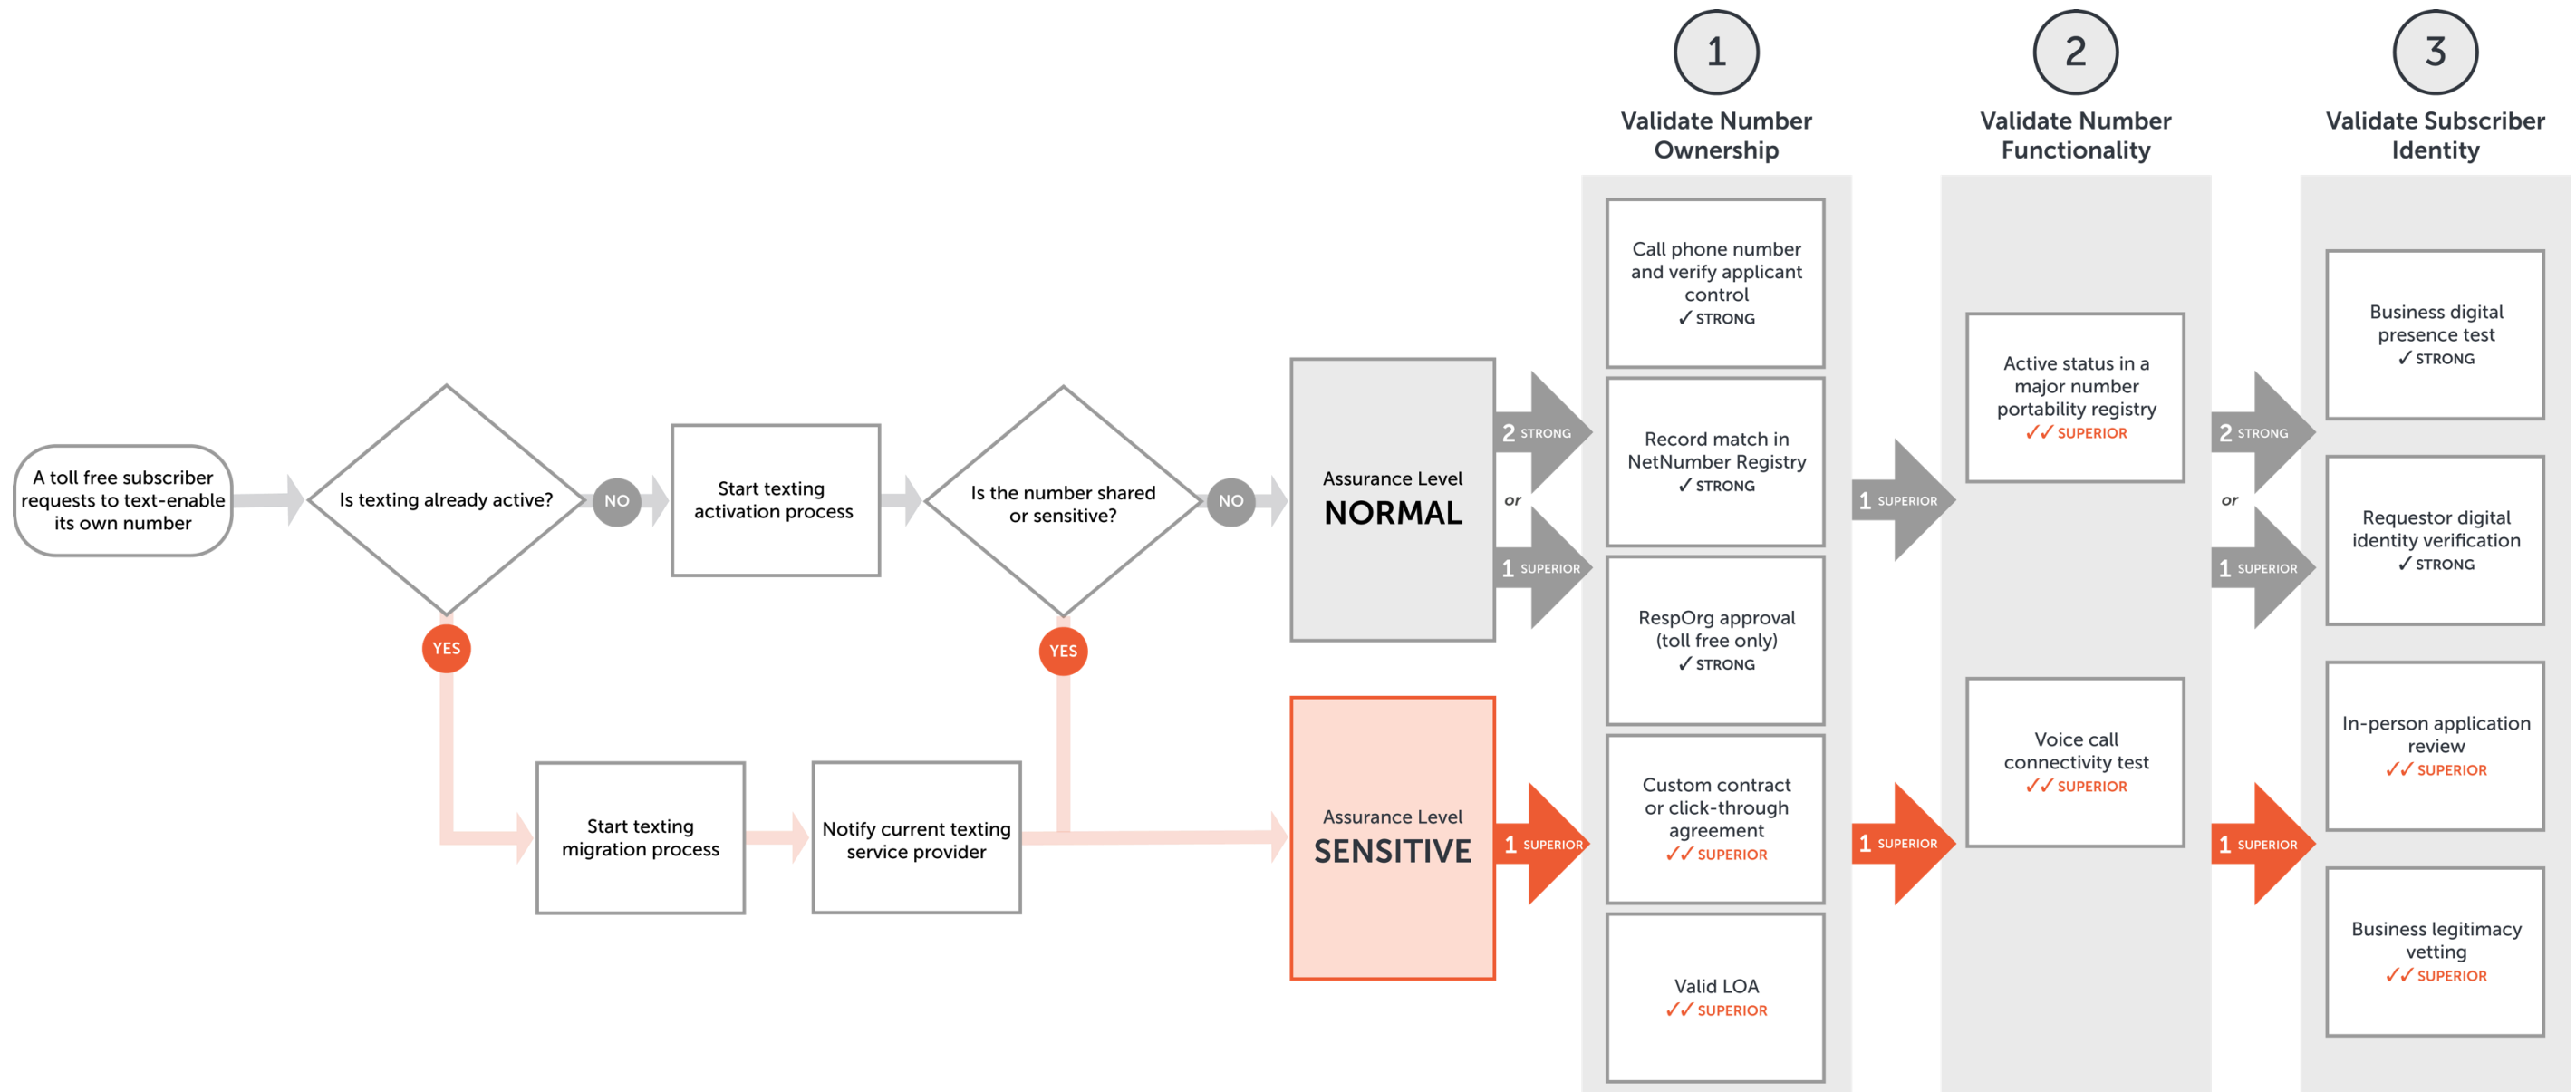 1
Validate Number
Ownership
2
Validate Number
Functionality
3
Validate Subscriber
Identity
A toll free subscriber
requests to text-enable
its own number
Is texting already active?
NO
YES
Start texting
activation process
Is the number shared
or sensitive?
NO
YES
Start texting
migration process
Notify current texting
service provider
Assurance Level
NORMAL
2 STRONG
or
1 SUPERIOR
Assurance Level
SENSITIVE
1 SUPERIOR
Call phone number
and verify applicant
control
✓ STRONG
Record match in
NetNumber Registry
✓ STRONG
RespOrg approval
(toll free only)
✓ STRONG
Custom contract
or click-through
agreement
✓✓ SUPERIOR
Valid LOA
✓✓ SUPERIOR
1 SUPERIOR
1 SUPERIOR
Active status in a
major number
portability registry
✓✓ SUPERIOR
Voice call
connectivity test
✓✓ SUPERIOR
2 STRONG
or
1 SUPERIOR
1 SUPERIOR
Business digital
presence test
✓ STRONG
Requestor digital
identity verification
✓ STRONG
In-person application
review
✓✓ SUPERIOR
Business legitimacy
vetting
✓✓ SUPERIOR